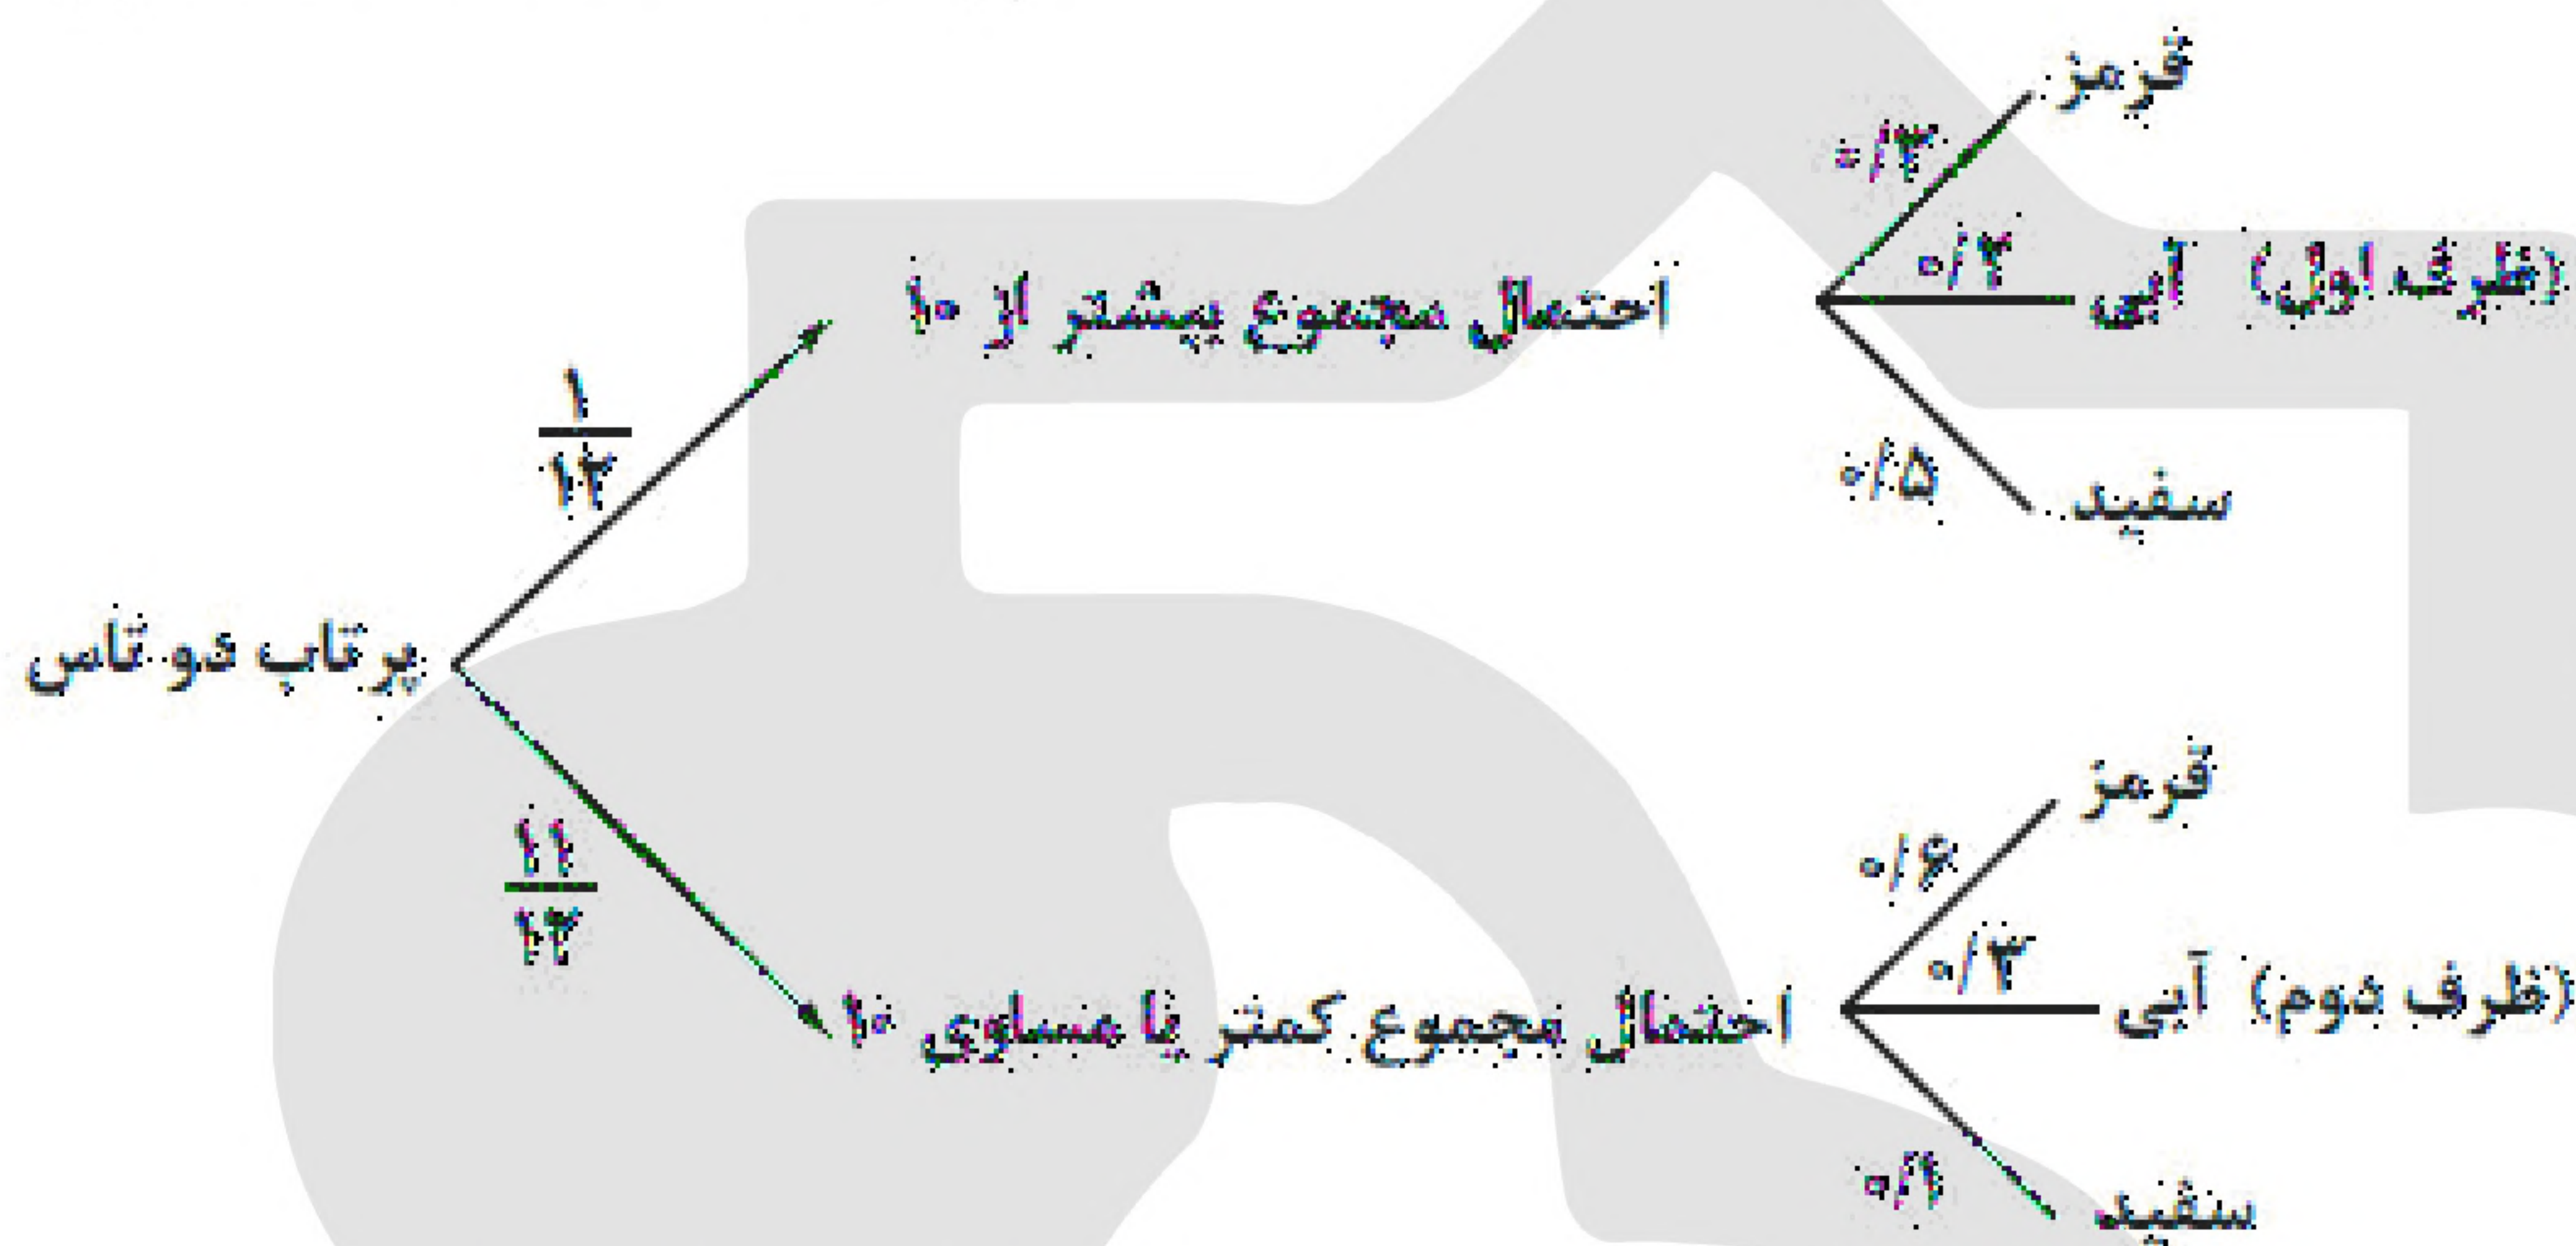 قرمز
۰/۳
۰/۲
آبی (ظرف اول)
احتمال مجموع بیشتر از ۱۰
۱
۱۲
۰/۵
سفید
پرتاب دو تاس
قرمز
۰/۶
۱۱
۱۲
۰/۳
آبی (ظرف دوم)
احتمال مجموع کمتر یا مساوی ۱۰
۰/۱
سفید